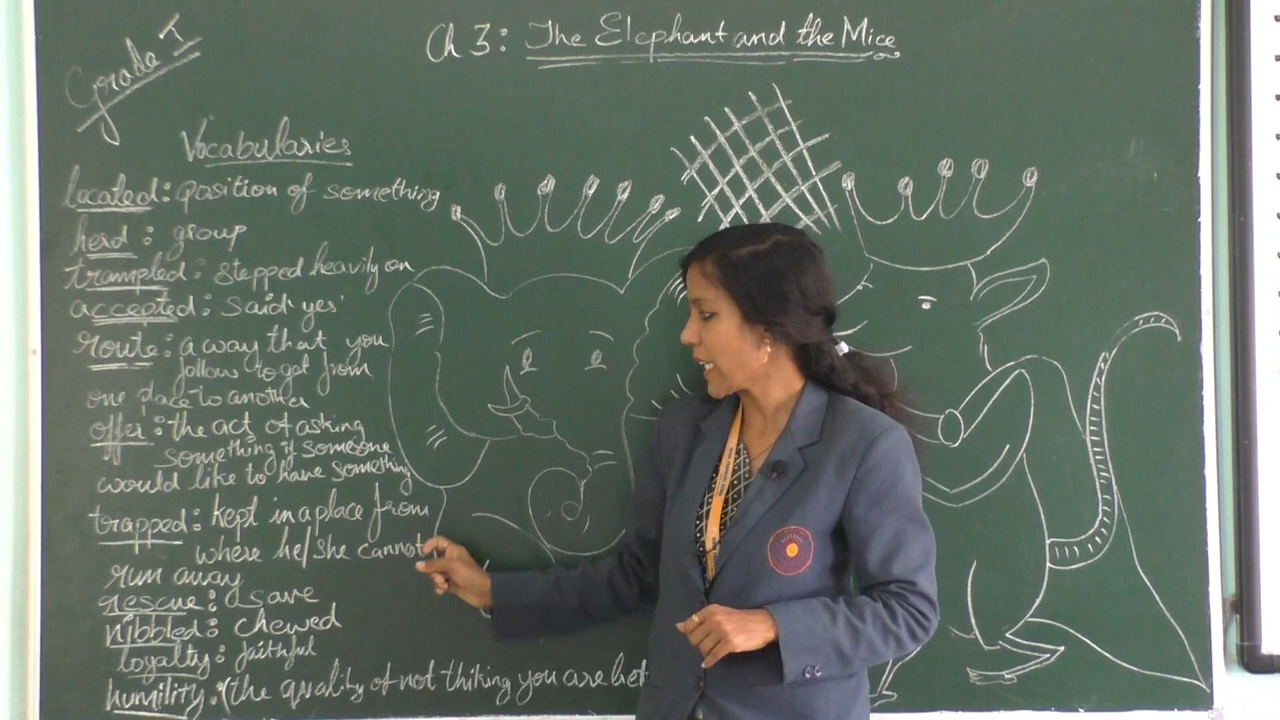 Grade I
Ch 3: The Elephant and the Mice
Vocabularies
located: position of something
herd: group
trampled: stepped heavily on
accepted: said 'yes'
route: a way that you
follow to get from
one place to another
offer: the act of asking
something if someone
would like to have something
trapped: kept in a place from
where he/she cannot
run away
rescue: save
nibbled: chewed
loyalty: faithful
humility: (the quality of not thiking you are bet